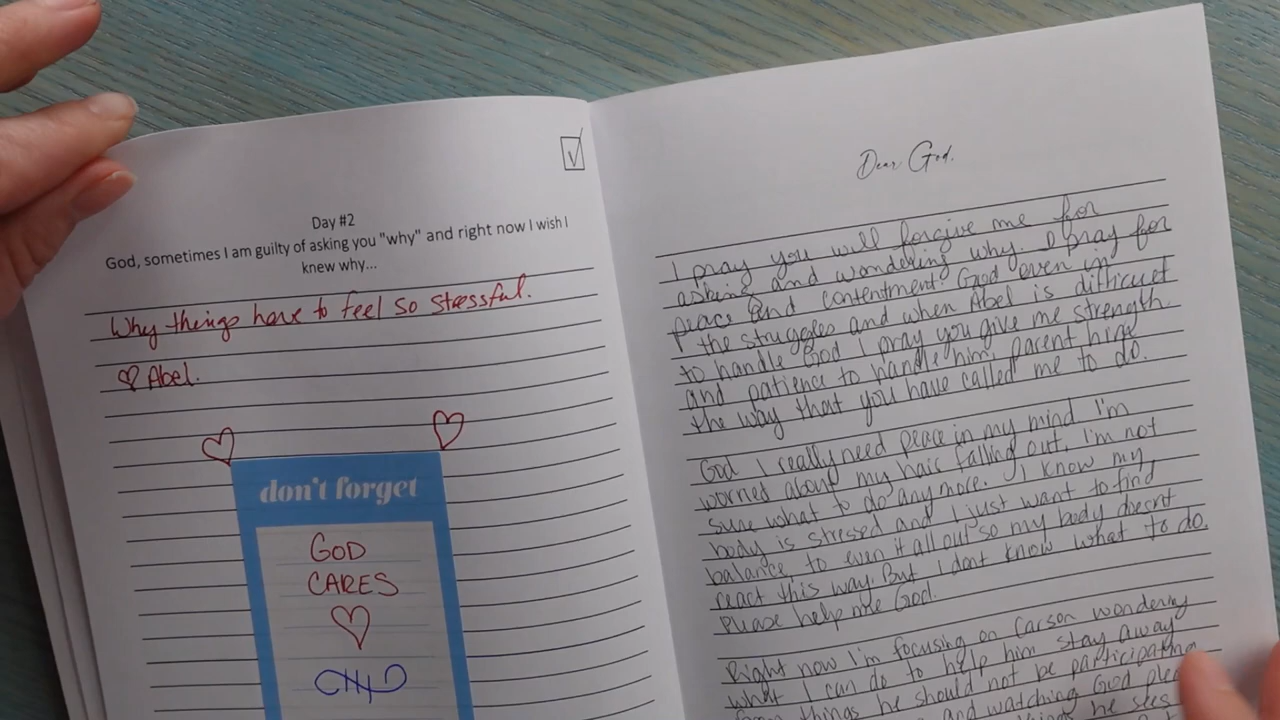 Day #2
God, sometimes I am guilty of asking you "why" and right now I wish I
knew why...
Why things have to feel so stressful.
♡ Abel.
don't forget
GOD
CARES
Dear God,
I pray you will forgive me for
asking and wondering why. I pray for
peace and contentment. God even in
the struggles and when Abel is difficult
to handle God I pray you give me strength
and patience to handle him, parent him
the way that you have called me to do.
God I really need peace in my mind I'm
worried about my hair falling out. I'm not
sure what to do anymore. I know my
body is stressed and I just want to find
balance to even it all out so my body doesnt
react this way. But I dont know what to do.
Please help me God.
Right now I'm focusing on Carson wondering
what I can do to help him stay away
from things he should not be participating
and watching God
he sees